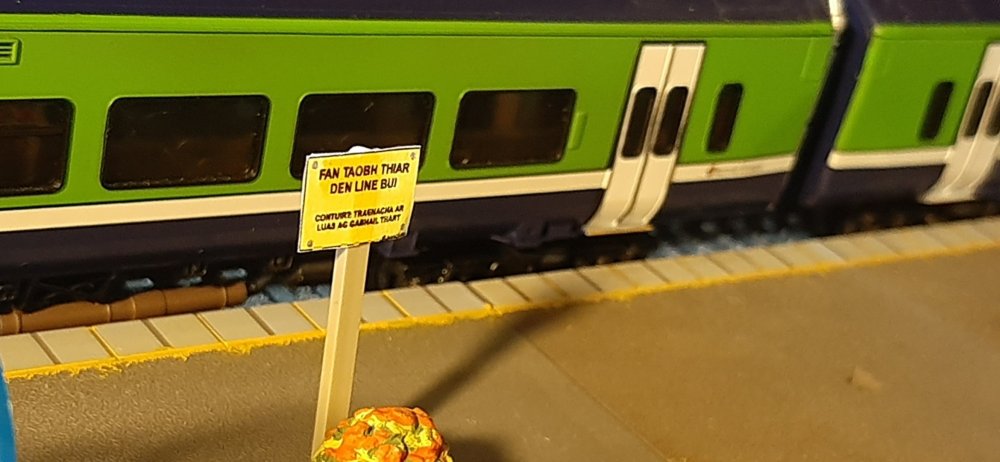 FAN TAOBH THIAR
DEN LINE BUI
CONTUIRT TRAENACHA AR
LUAS AG GABHAIL THART